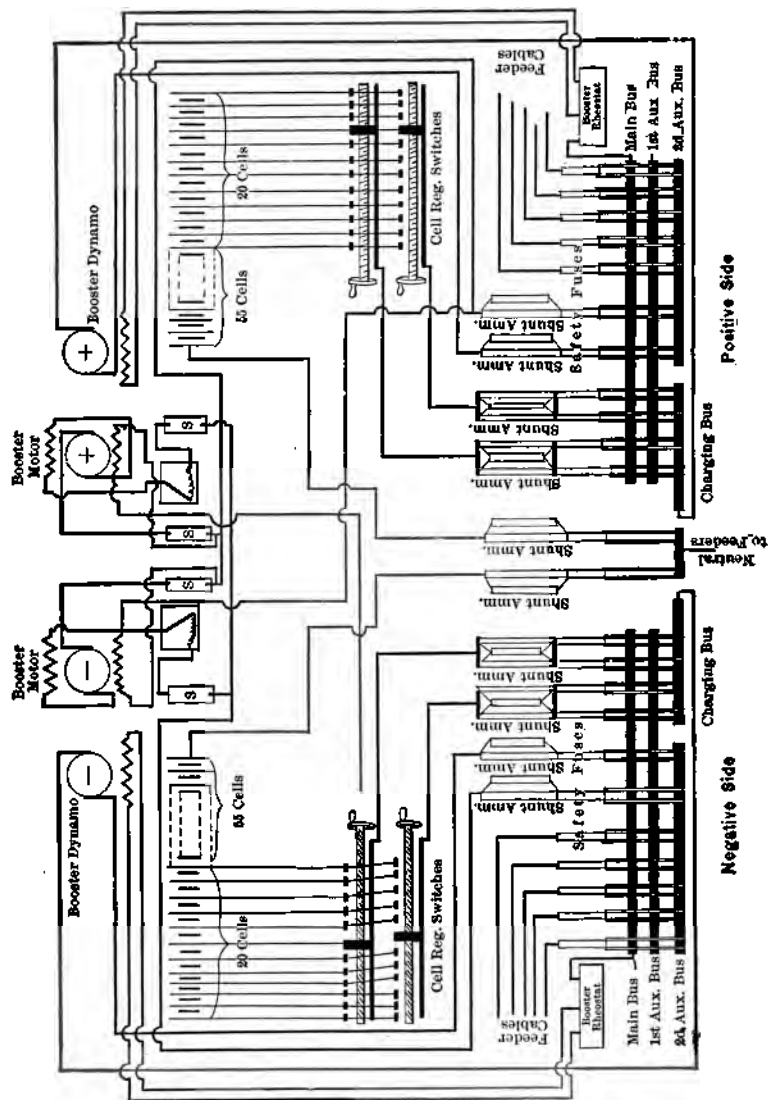 Booster Dynamo
Booster
Motor
Booster
Motor
Booster Dynamo
+
+
−
−
S
S
S
S
20 Cells
55 Cells
55 Cells
20 Cells
Cell Reg. Switches
Cell Reg. Switches
Feeder
Cables
Feeder
Cables
Booster
Rheostat
Booster
Rheostat
Main Bus
1st Aux Bus
2d. Aux. Bus
Main Bus
1st Aux. Bus
2d. Aux. Bus
Safety Fuses
Safety Fuses
Shunt Amm.
Shunt Amm.
Shunt Amm.
Shunt Amm.
Shunt Amm.
Shunt Amm.
Shunt Amm.
Shunt Amm.
Shunt Amm.
Shunt Amm.
Charging Bus
Charging Bus
Neutral
to Feeders
Positive Side
Negative Side